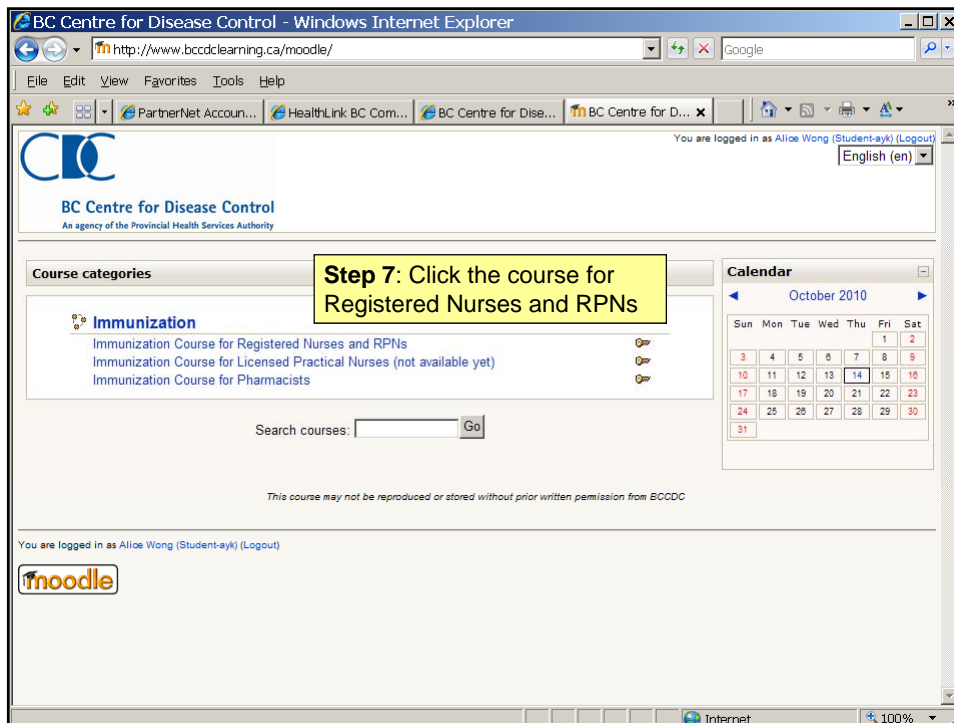 BC Centre for Disease Control - Windows Internet Explorer
http://www.bccdclearning.ca/moodle/
Google
File Edit View Favorites Tools Help
PartnerNet Accoun... HealthLink BC Com... BC Centre for Dise... BC Centre for D...
You are logged in as Alice Wong (Student-ayk) (Logout)
English (en)
CDC
BC Centre for Disease Control
An agency of the Provincial Health Services Authority
Step 7: Click the course for
Registered Nurses and RPNs
Course categories
Immunization
Immunization Course for Registered Nurses and RPNs
Immunization Course for Licensed Practical Nurses (not available yet)
Immunization Course for Pharmacists
Search courses: Go
Calendar
October 2010
Sun Mon Tue Wed Thu Fri Sat
1 2
3 4 5 6 7 8 9
10 11 12 13 14 15 16
17 18 19 20 21 22 23
24 25 26 27 28 29 30
31
This course may not be reproduced or stored without prior written permission from BCCDC
You are logged in as Alice Wong (Student-ayk) (Logout)
moodle
Internet 100%